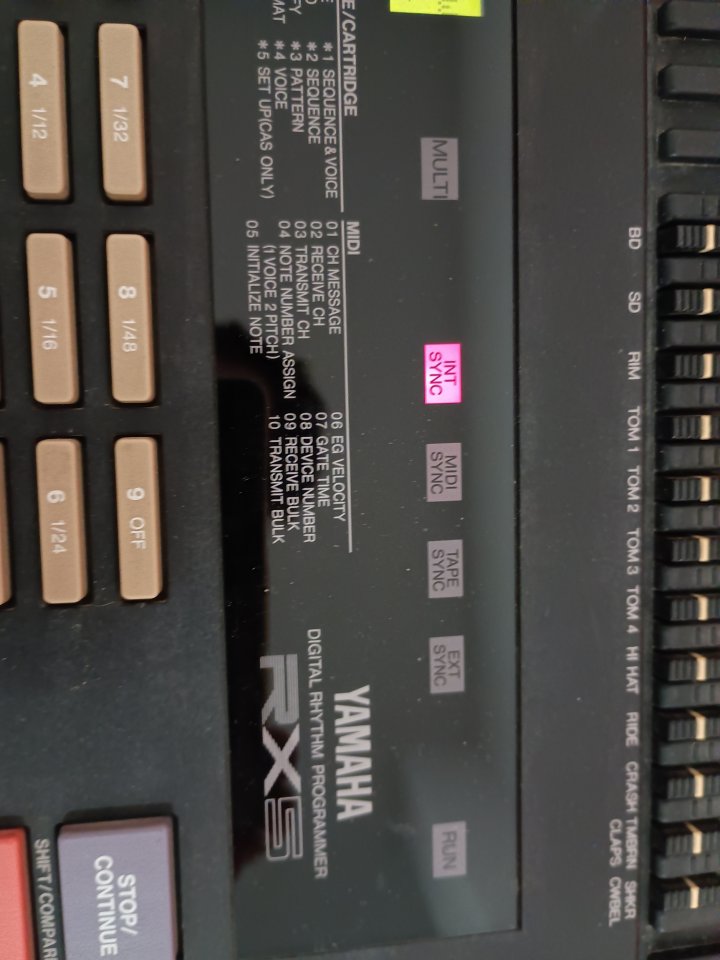 BD SD RIM TOM 1 TOM 2 TOM 3 TOM 4 HI HAT RIDE CRASH TMBRN SHKR
CLAPS CWBEL
MULTI
INT
SYNC
MIDI
SYNC
TAPE
SYNC
EXT
SYNC
RUN
E/CARTRIDGE
*1 SEQUENCE & VOICE
*2 SEQUENCE
*3 PATTERN
*4 VOICE
*5 SET UP(CAS ONLY)
MIDI
01 CH MESSAGE
02 RECEIVE CH
03 TRANSMIT CH
04 NOTE NUMBER ASSIGN
(1 VOICE 2 PITCH)
05 INITIALIZE NOTE
06 EG VELOCITY
07 GATE TIME
08 DEVICE NUMBER
09 RECEIVE BULK
10 TRANSMIT BULK
YAMAHA
DIGITAL RHYTHM PROGRAMMER
RX5
7 1/32
8 1/48
9 OFF
4 1/12
5 1/16
6 1/24
STOP/
CONTINUE
SHIFT/COMPAR